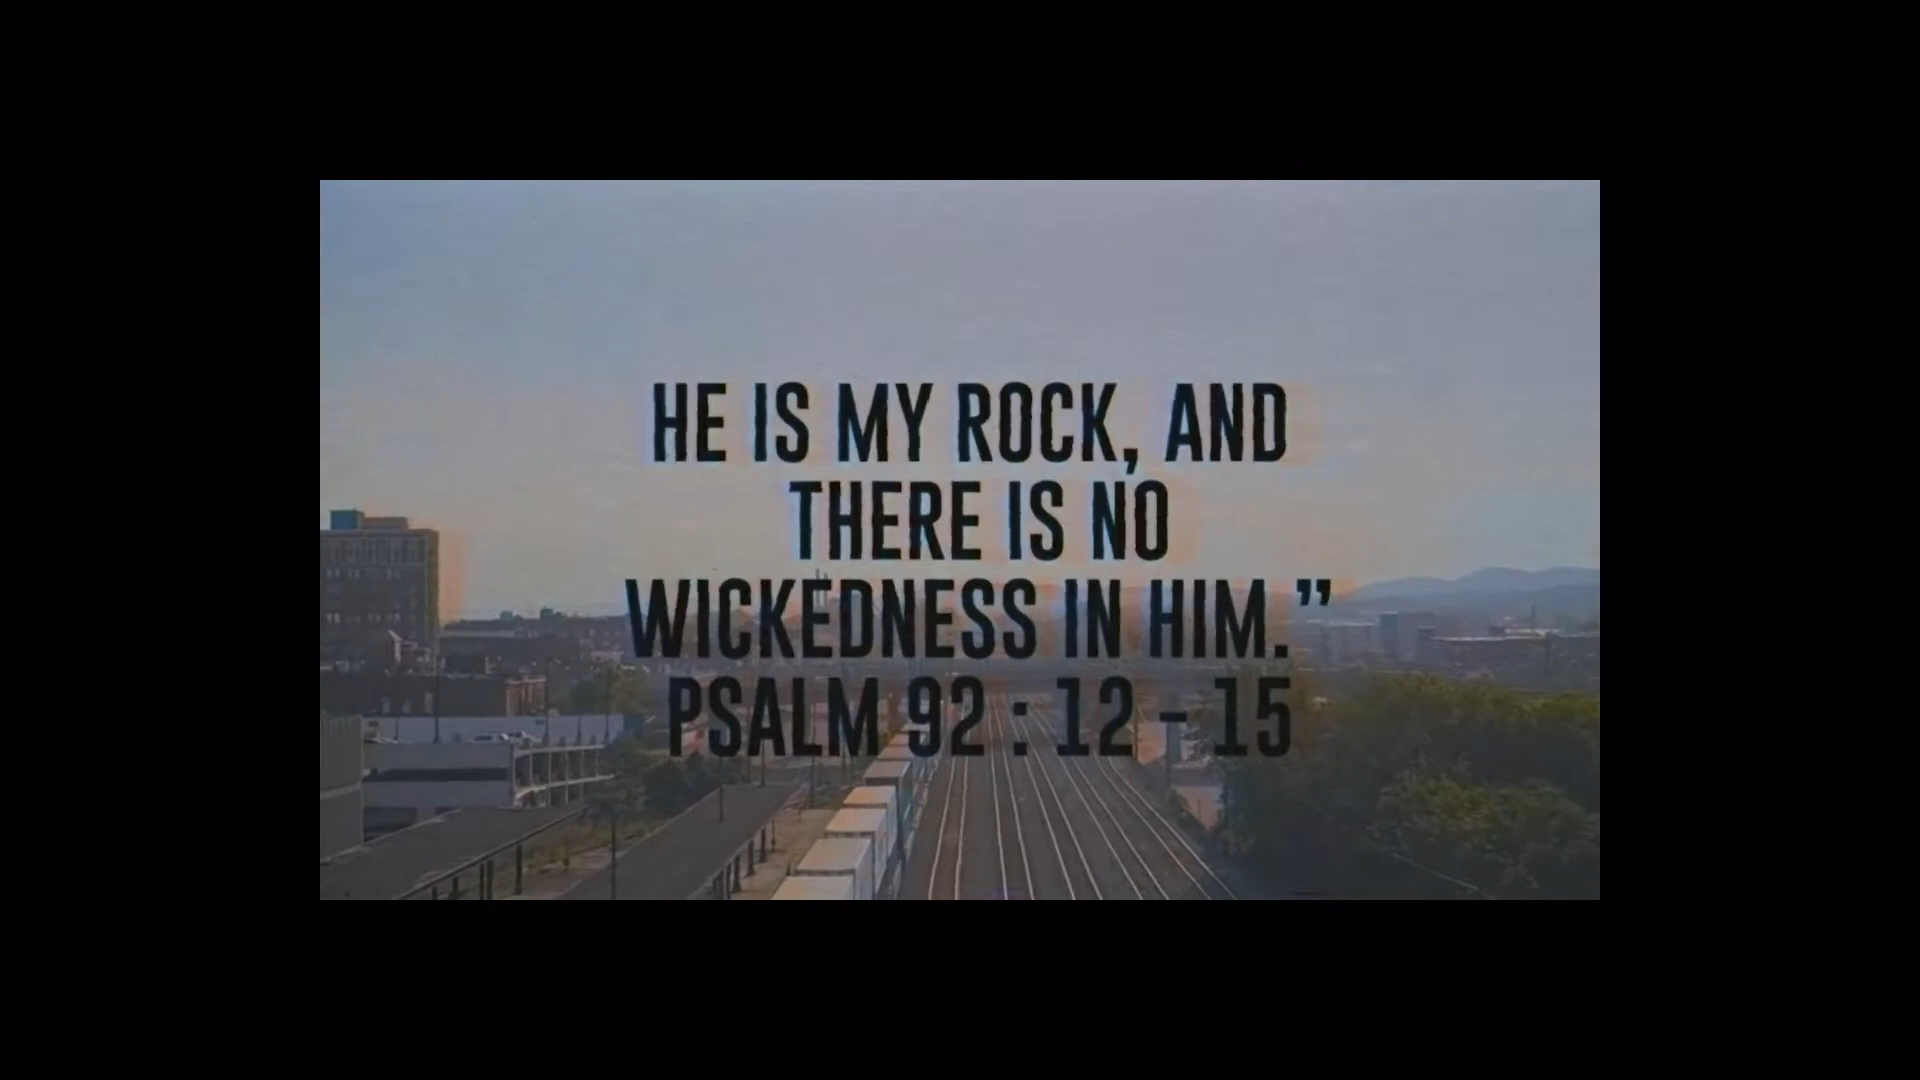 HE IS MY ROCK, AND
THERE IS NO
WICKEDNESS IN HIM.”
PSALM 92 : 12 - 15